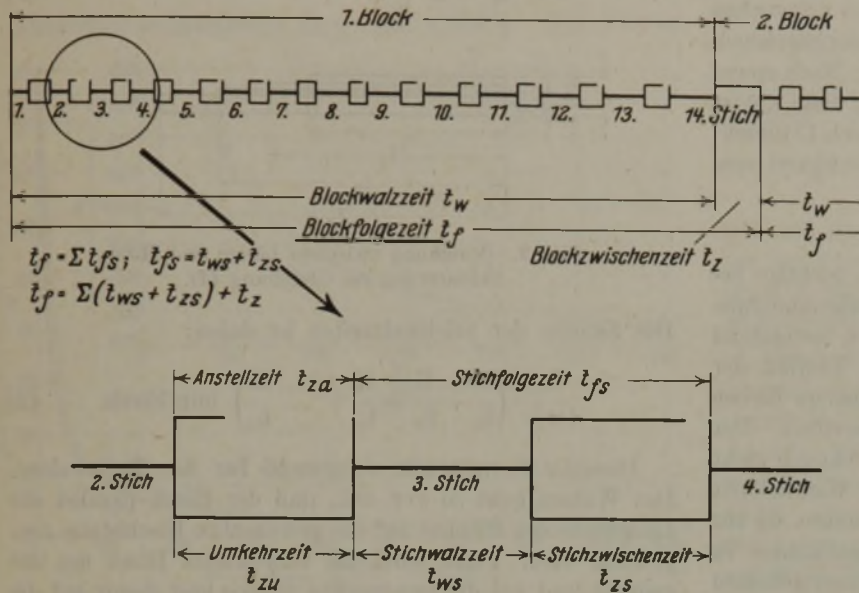 1. Block
2. Block
1. 2. 3. 4. 5. 6. 7. 8. 9. 10. 11. 12. 13. 14. Stich
Blockwalzzeit t_w
t_w
Blockfolgezeit t_f
t_f
t_f = Σ t_fs; t_fs = t_ws + t_zs
Blockzwischenzeit t_z
t_f = Σ(t_ws + t_zs) + t_z
Anstellzeit t_za
Stichfolgezeit t_fs
2. Stich
3. Stich
4. Stich
Umkehrzeit t_zu
Stichwalzzeit t_ws
Stichzwischenzeit t_zs